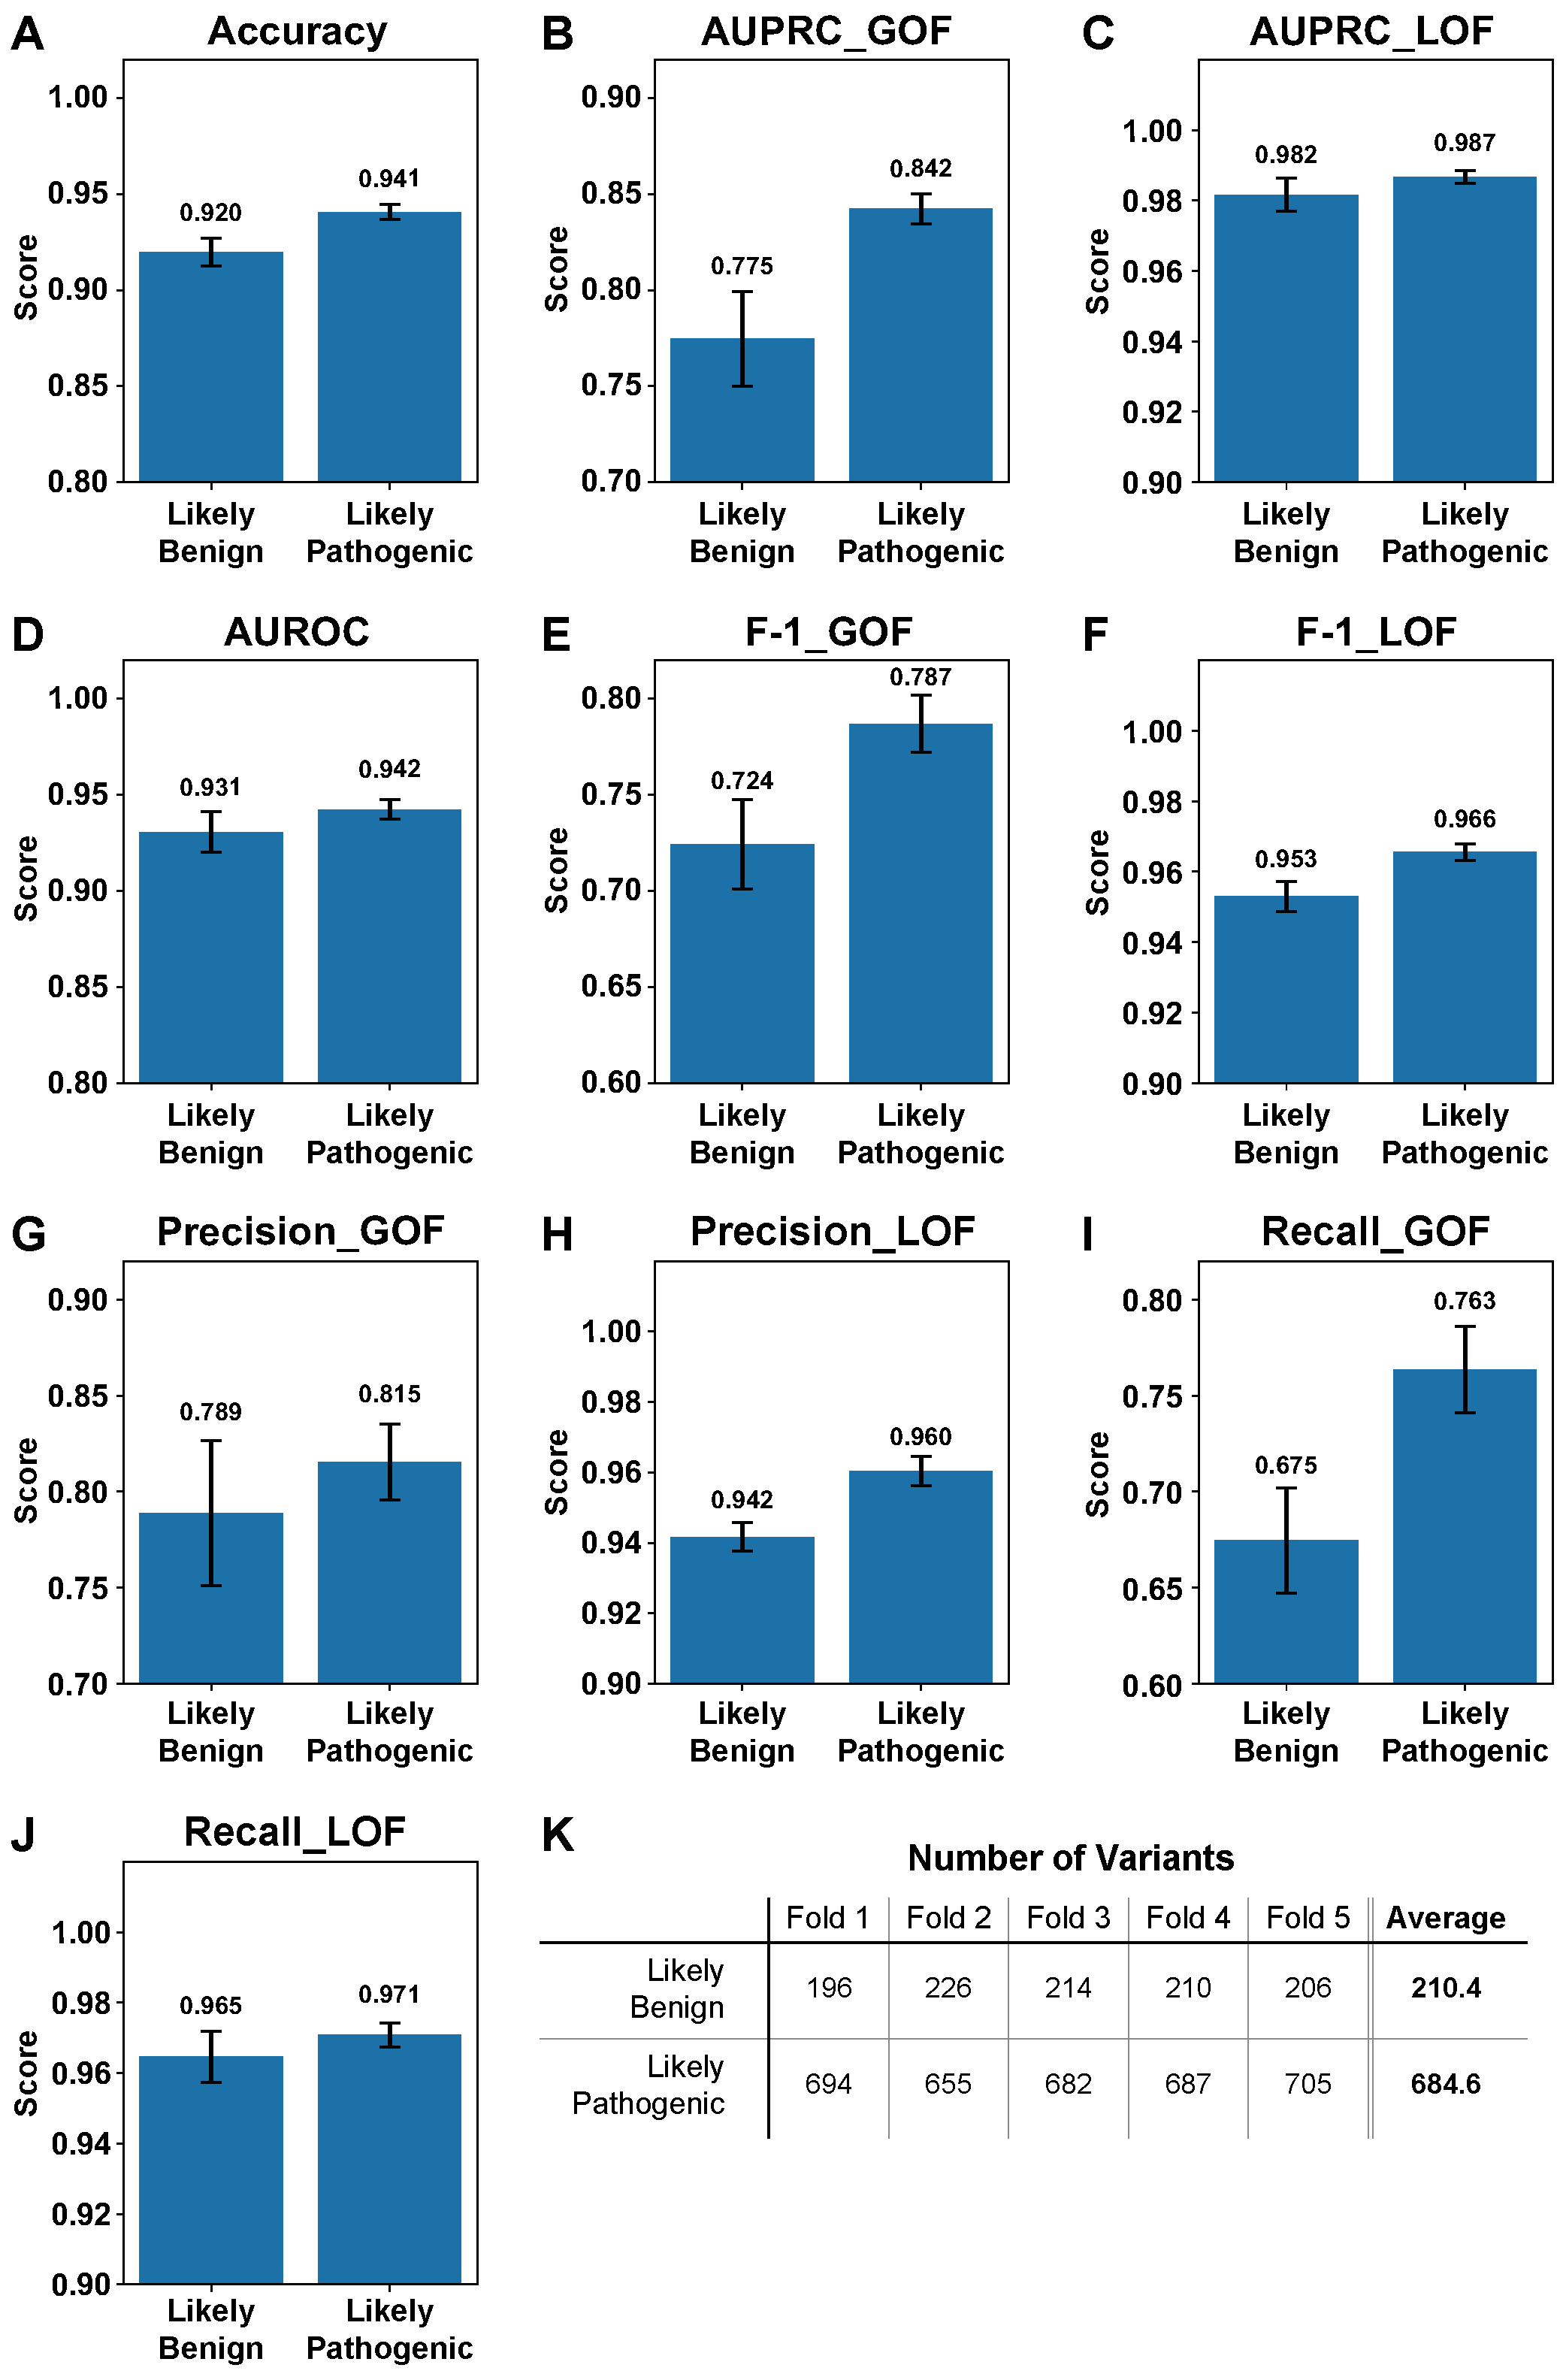 A Accuracy
1.00
0.95
0.90
0.85
0.80
Score
0.920
0.941
Likely Benign
Likely Pathogenic
B AUPRC_GOF
0.90
0.85
0.80
0.75
0.70
Score
0.775
0.842
Likely Benign
Likely Pathogenic
C AUPRC_LOF
1.00
0.98
0.96
0.94
0.92
0.90
Score
0.982
0.987
Likely Benign
Likely Pathogenic
D AUROC
1.00
0.95
0.90
0.85
0.80
Score
0.931
0.942
Likely Benign
Likely Pathogenic
E F-1_GOF
0.80
0.75
0.70
0.65
0.60
Score
0.724
0.787
Likely Benign
Likely Pathogenic
F F-1_LOF
1.00
0.98
0.96
0.94
0.92
0.90
Score
0.953
0.966
Likely Benign
Likely Pathogenic
G Precision_GOF
0.90
0.85
0.80
0.75
0.70
Score
0.789
0.815
Likely Benign
Likely Pathogenic
H Precision_LOF
1.00
0.98
0.96
0.94
0.92
0.90
Score
0.942
0.960
Likely Benign
Likely Pathogenic
I Recall_GOF
0.80
0.75
0.70
0.65
0.60
Score
0.675
0.763
Likely Benign
Likely Pathogenic
J Recall_LOF
1.00
0.98
0.96
0.94
0.92
0.90
Score
0.965
0.971
Likely Benign
Likely Pathogenic
K Number of Variants
Fold 1 Fold 2 Fold 3 Fold 4 Fold 5 Average
Likely Benign 196 226 214 210 206 210.4
Likely Pathogenic 694 655 682 687 705 684.6